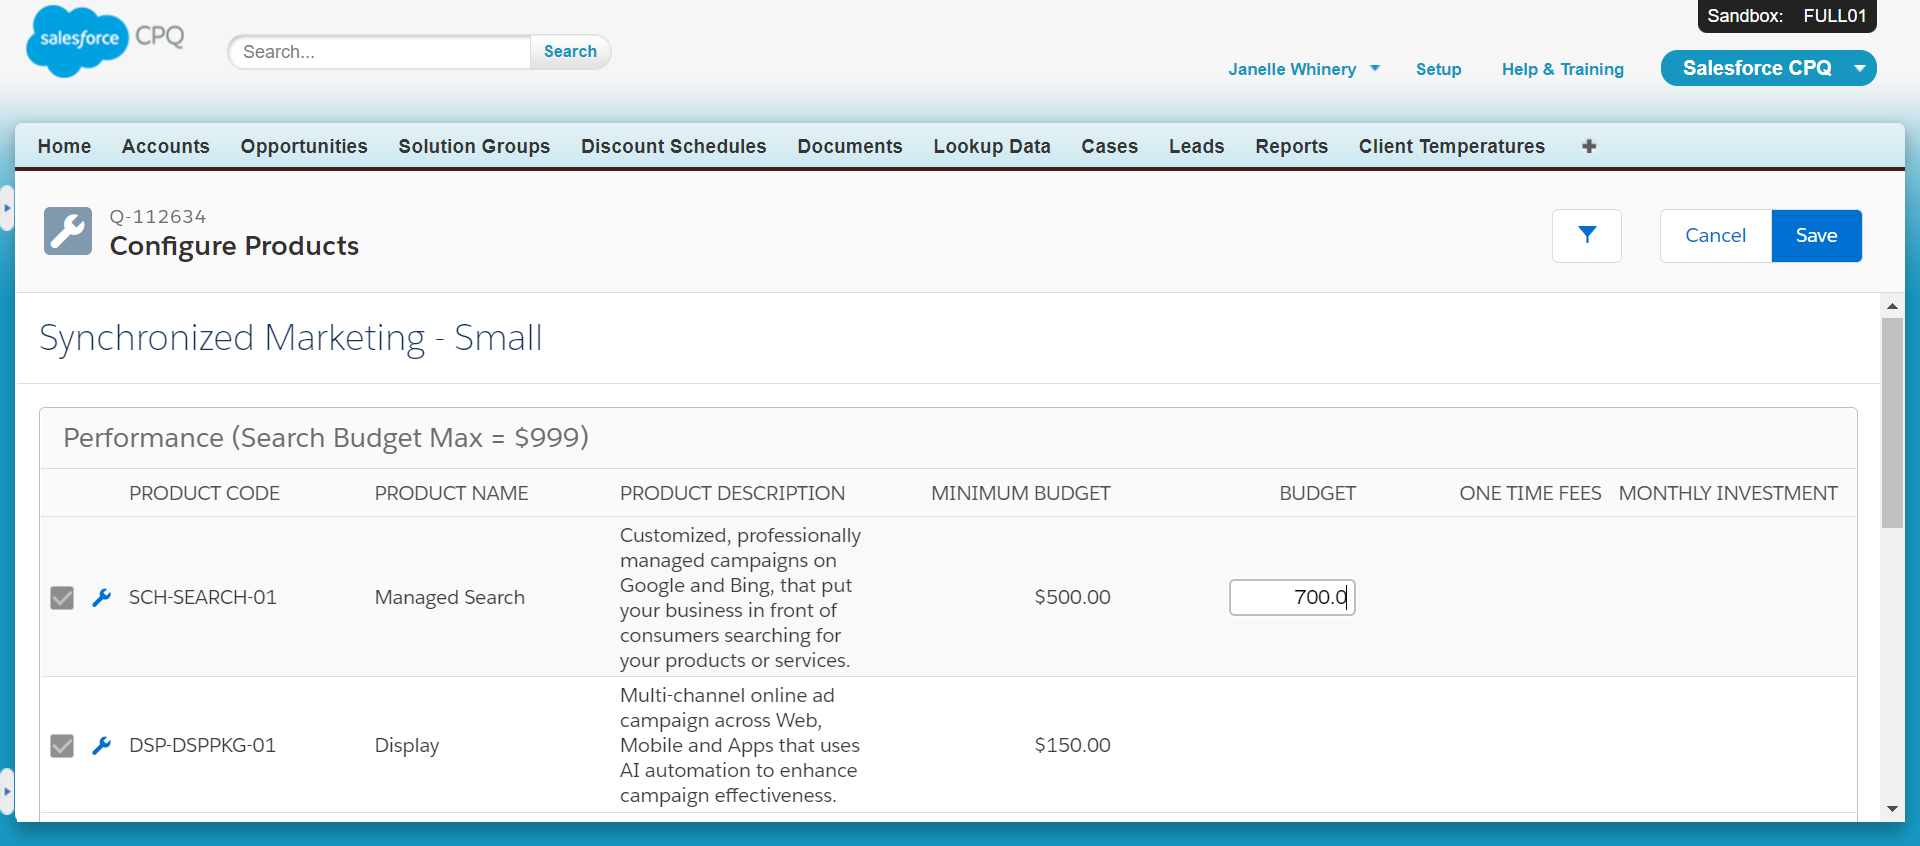 Sandbox: FULL01
salesforce CPQ
Search... Search
Janelle Whinery Setup Help & Training Salesforce CPQ
Home Accounts Opportunities Solution Groups Discount Schedules Documents Lookup Data Cases Leads Reports Client Temperatures
Q-112634
Configure Products
Cancel Save
Synchronized Marketing - Small
Performance (Search Budget Max = $999)
PRODUCT CODE PRODUCT NAME PRODUCT DESCRIPTION MINIMUM BUDGET BUDGET ONE TIME FEES MONTHLY INVESTMENT
Customized, professionally
managed campaigns on
Google and Bing, that put
SCH-SEARCH-01 Managed Search your business in front of $500.00 700.0
consumers searching for
your products or services.
Multi-channel online ad
campaign across Web,
DSP-DSPPKG-01 Display Mobile and Apps that uses $150.00
AI automation to enhance
campaign effectiveness.